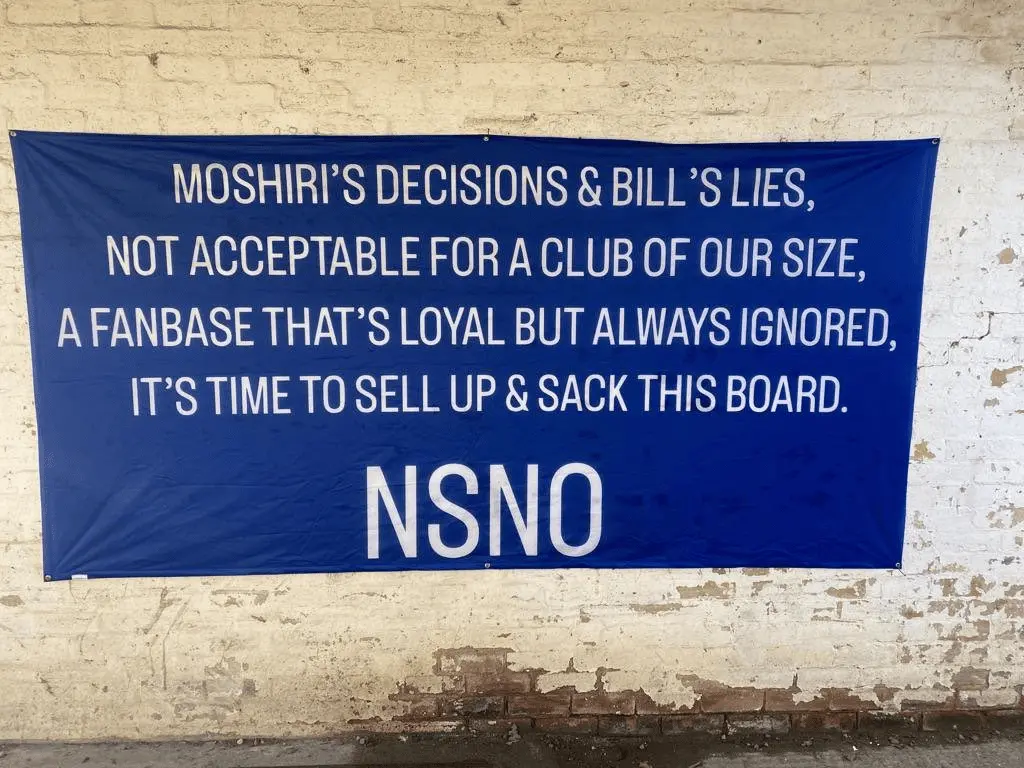 MOSHIRI'S DECISIONS & BILL'S LIES,
NOT ACCEPTABLE FOR A CLUB OF OUR SIZE,
A FANBASE THAT'S LOYAL BUT ALWAYS IGNORED,
IT'S TIME TO SELL UP & SACK THIS BOARD.
NSNO